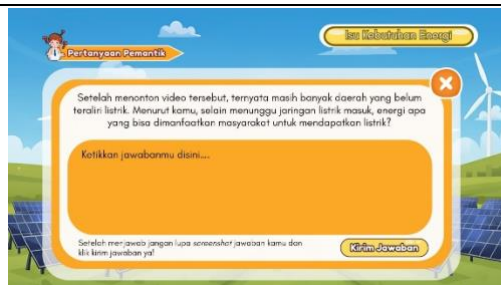 Isu Kebutuhan Energi
Pertanyaan Pemantik
Setelah menonton video tersebut, ternyata masih banyak daerah yang belum
teraliri listrik. Menurut kamu, selain menunggu jaringan listrik masuk, energi apa
yang bisa dimanfaatkan masyarakat untuk mendapatkan listrik?
Ketikkan jawabanmu disini....
Setelah menjawab jangan lupa screenshot jawaban kamu dan
klik kirim jawaban ya!
Kirim Jawaban